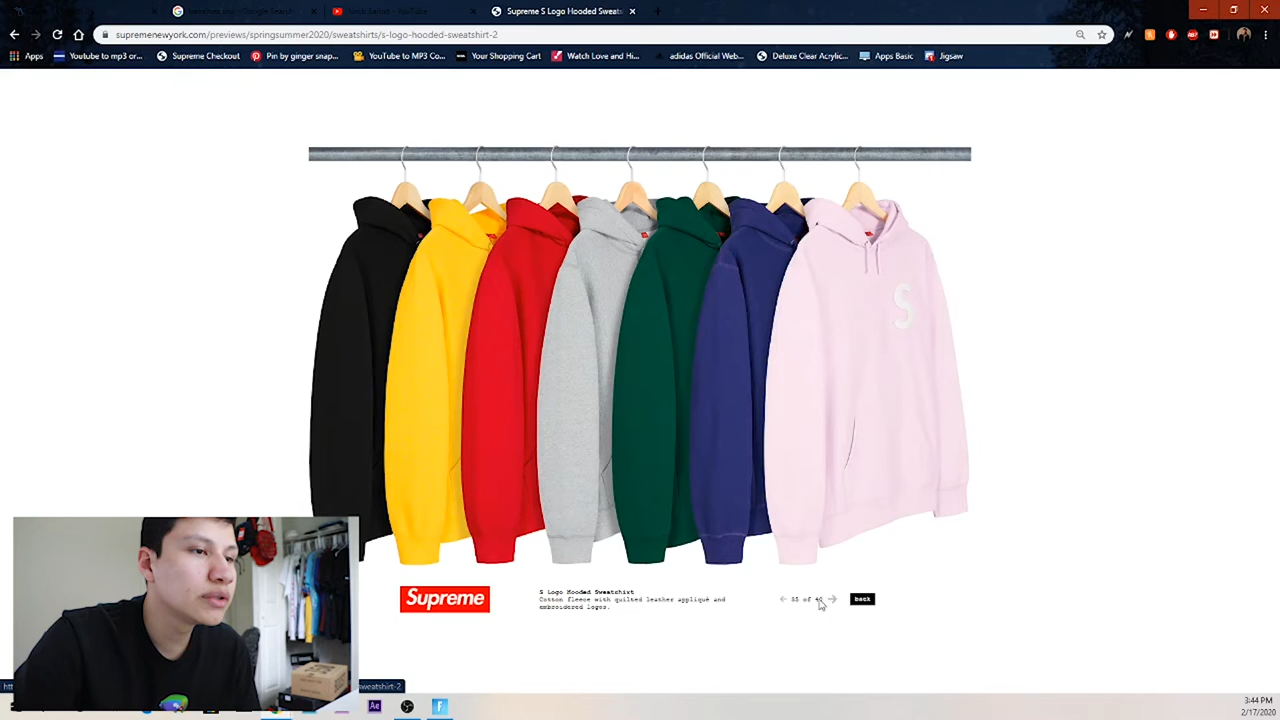 Supreme S Logo Hooded Sweats
supremenewyork.com/previews/springsummer2020/sweatshirts/s-logo-hooded-sweatshirt-2
Apps
Youtube to mp3 or...
Supreme Checkout
Pin by ginger snap...
YouTube to MP3 Co...
Your Shopping Cart
Watch Love and Hi...
adidas Official Web...
Deluxe Clear Acrylic...
Apps Basic
Jigsaw
S
Supreme
S Logo Hooded Sweatshirt
Cotton fleece with quilted leather appliqué and
embroidered logos.
back
sweatshirt-2
Ae
3:44 PM
2/17/2020